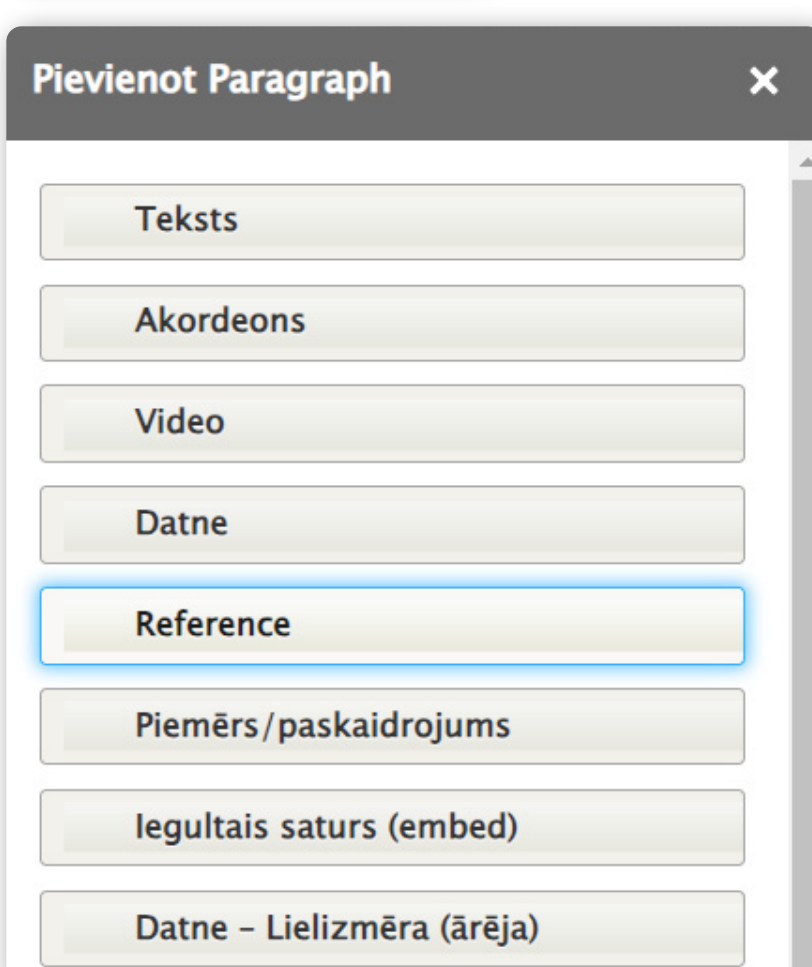 Pievienot Paragraph
Teksts
Akordeons
Video
Datne
Reference
Piemērs/paskaidrojums
Iegultais saturs (embed)
Datne – Lielizmēra (ārēja)